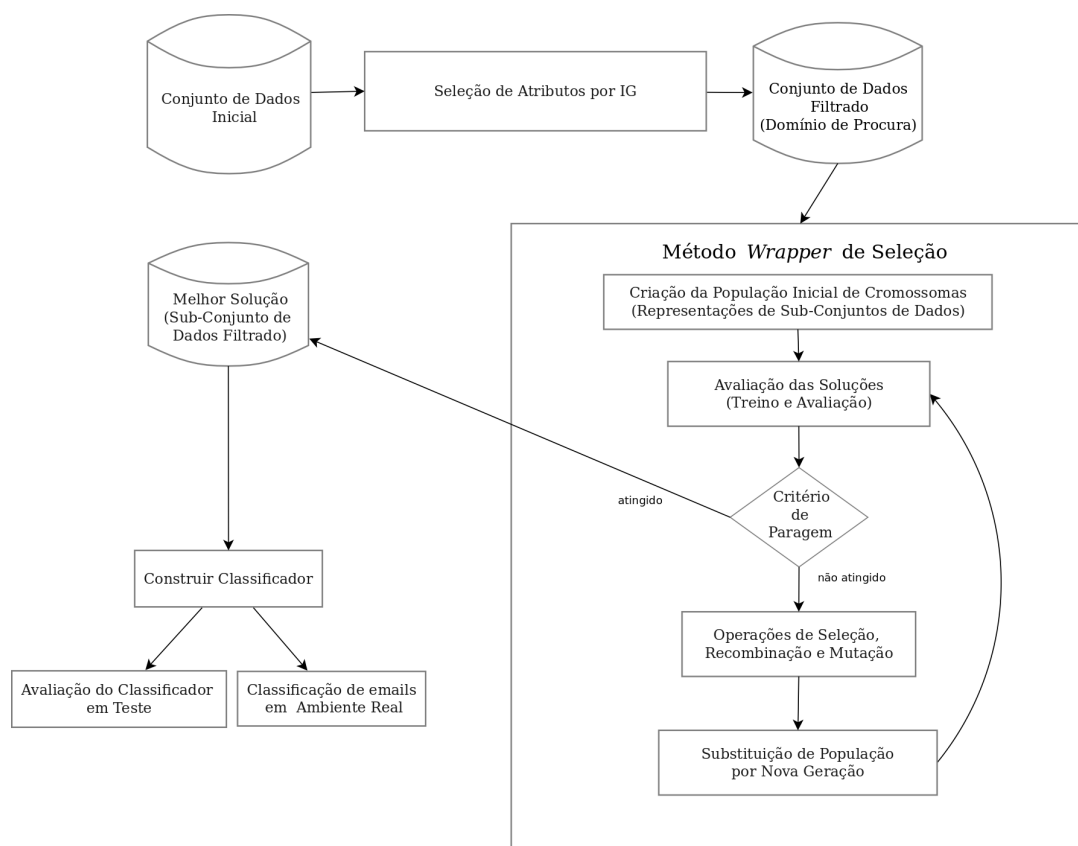 Conjunto de Dados
Inicial
Seleção de Atributos por IG
Conjunto de Dados
Filtrado
(Domínio de Procura)
Método Wrapper de Seleção
Criação da População Inicial de Cromossomas
(Representações de Sub-Conjuntos de Dados)
Avaliação das Soluções
(Treino e Avaliação)
Critério
de
Paragem
atingido
não atingido
Operações de Seleção,
Recombinação e Mutação
Substituição de População
por Nova Geração
Melhor Solução
(Sub-Conjunto de
Dados Filtrado)
Construir Classificador
Avaliação do Classificador
em Teste
Classificação de emails
em Ambiente Real